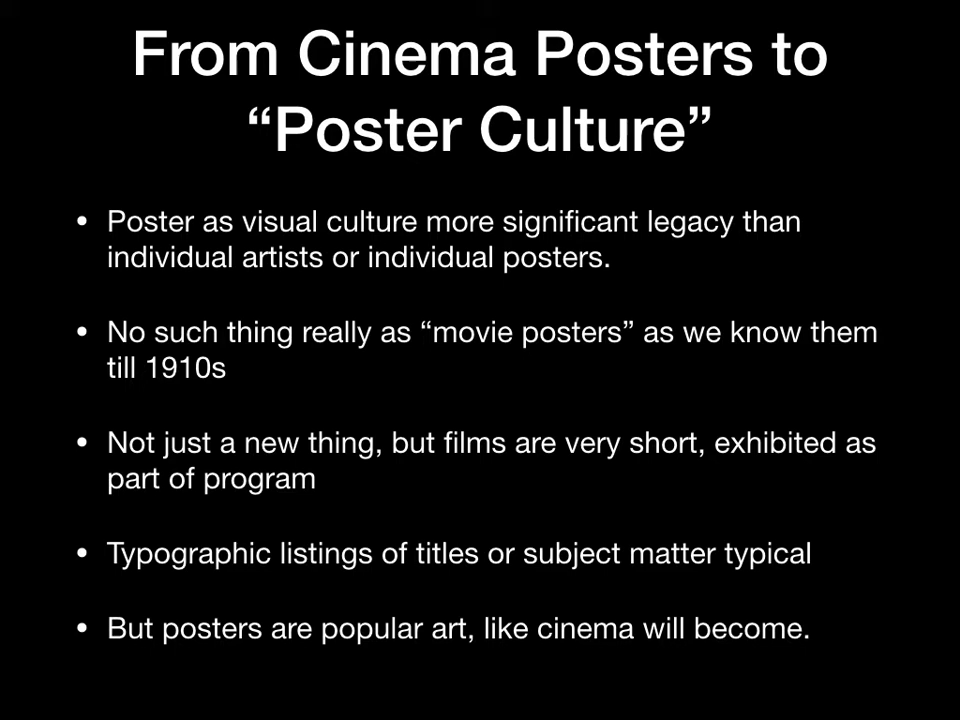 From Cinema Posters to
“Poster Culture”
• Poster as visual culture more significant legacy than
individual artists or individual posters.
• No such thing really as “movie posters” as we know them
till 1910s
• Not just a new thing, but films are very short, exhibited as
part of program
• Typographic listings of titles or subject matter typical
• But posters are popular art, like cinema will become.